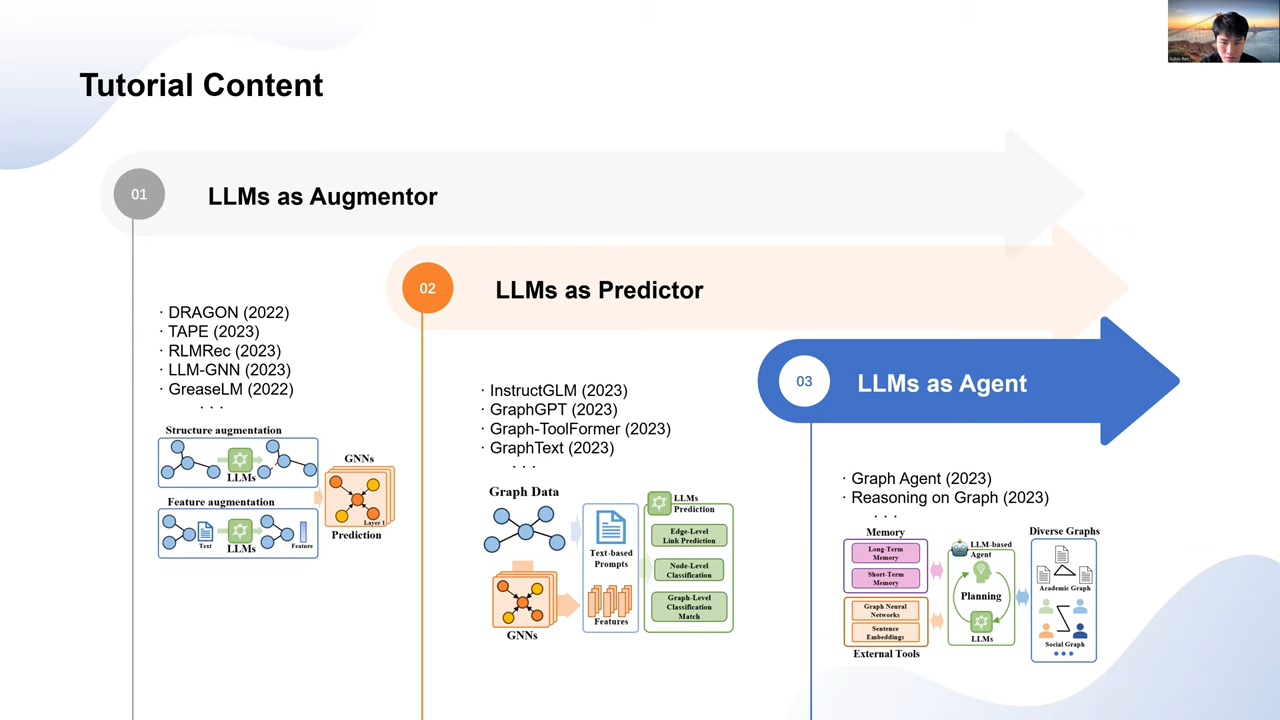 Tutorial Content
01
LLMs as Augmentor
· DRAGON (2022)
· TAPE (2023)
· RLMRec (2023)
· LLM-GNN (2023)
· GreaseLM (2022)
· · ·
Structure augmentation
LLMs
Feature augmentation
Text
LLMs
Feature
GNNs
Layer 1
Prediction
02
LLMs as Predictor
· InstructGLM (2023)
· GraphGPT (2023)
· Graph-ToolFormer (2023)
· GraphText (2023)
· · ·
Graph Data
GNNs
Text-based
Prompts
Features
LLMs
Prediction
Edge-Level
Link Prediction
Node-Level
Classification
Graph-Level
Classification
Match
03
LLMs as Agent
· Graph Agent (2023)
· Reasoning on Graph (2023)
· · ·
Memory
Long-Term
Memory
Short-Term
Memory
Graph Neural
Networks
Sentence
Embeddings
External Tools
LLM-based
Agent
Planning
LLMs
Diverse Graphs
Academic Graph
Social Graph